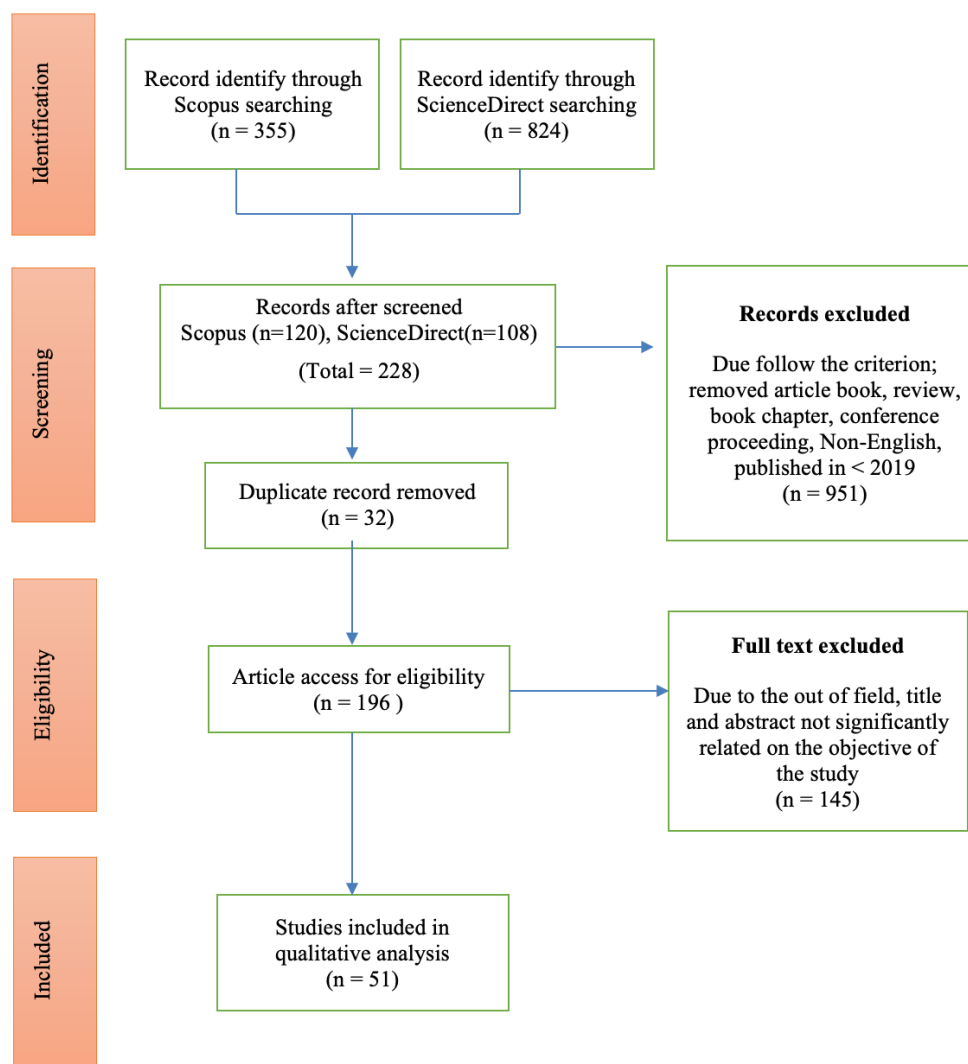 Identification
Record identify through
Scopus searching
(n = 355)
Record identify through
ScienceDirect searching
(n = 824)
Screening
Records after screened
Scopus (n=120), ScienceDirect(n=108)
(Total = 228)
Records excluded
Due follow the criterion;
removed article book, review,
book chapter, conference
proceeding, Non-English,
published in < 2019
(n = 951)
Duplicate record removed
(n = 32)
Eligibility
Article access for eligibility
(n = 196 )
Full text excluded
Due to the out of field, title
and abstract not significantly
related on the objective of
the study
(n = 145)
Included
Studies included in
qualitative analysis
(n = 51)